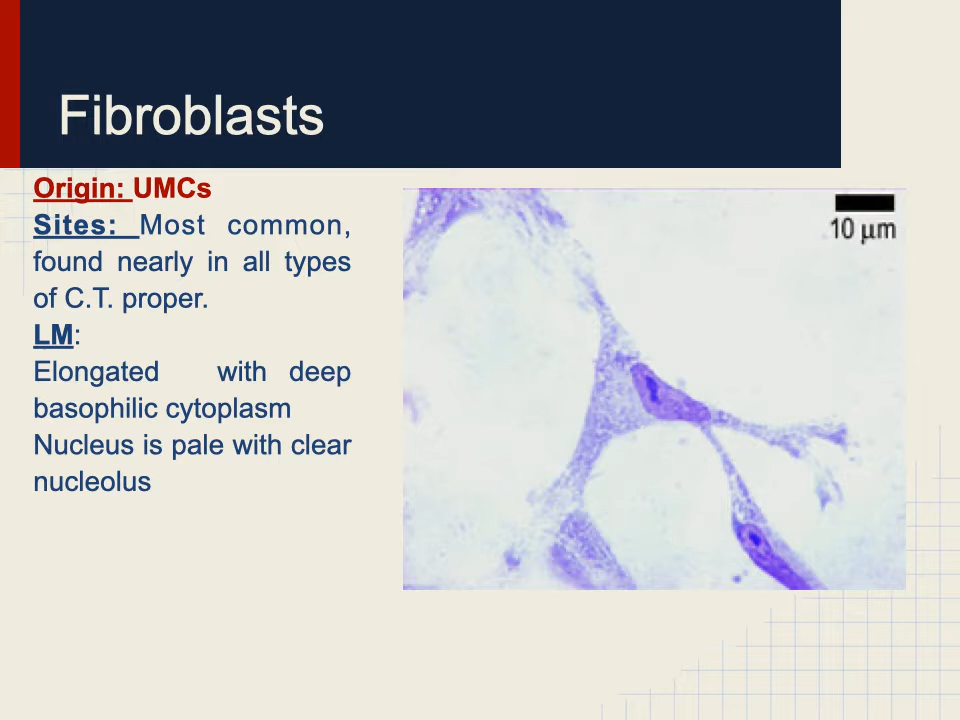 Fibroblasts
Origin: UMCs
Sites: Most common,
found nearly in all types
of C.T. proper.
LM:
Elongated with deep
basophilic cytoplasm
Nucleus is pale with clear
nucleolus
10 μm